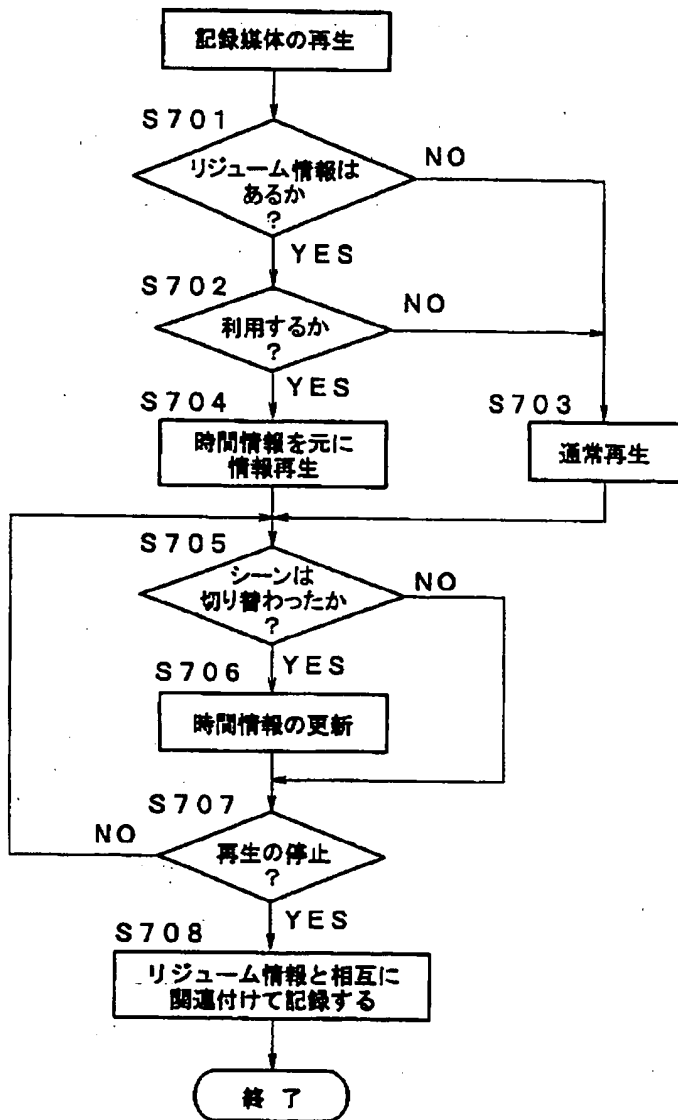 記録媒体の再生
S701
リジューム情報は
あるか
?
NO
YES
S702
利用するか
?
NO
YES
S704
時間情報を元に
情報再生
S703
通常再生
S705
シーンは
切り替わったか
?
NO
YES
S706
時間情報の更新
S707
再生の停止
?
NO
YES
S708
リジューム情報と相互に
関連付けて記録する
終了